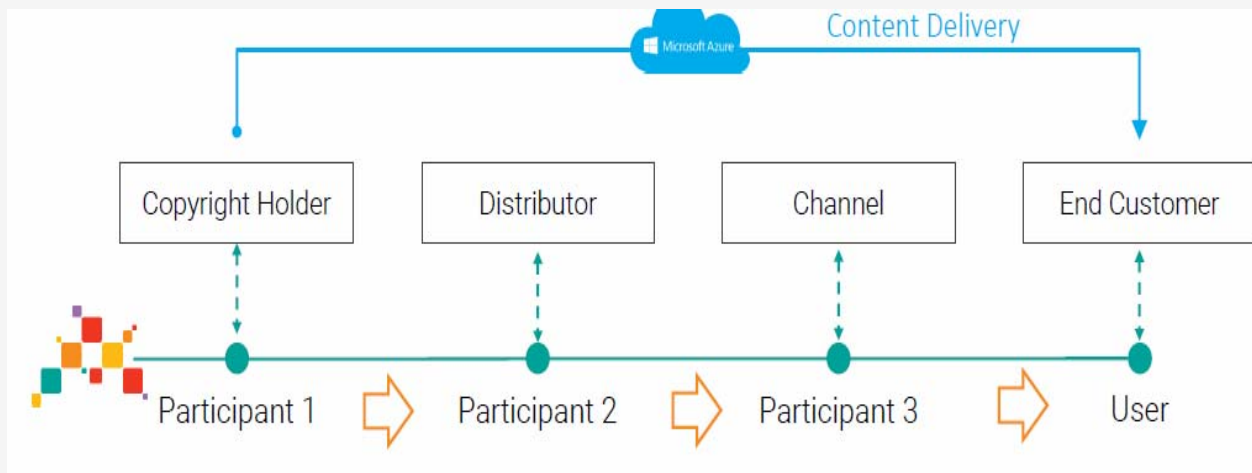 Content Delivery
Microsoft Azure
Copyright Holder
Distributor
Channel
End Customer
Participant 1
Participant 2
Participant 3
User